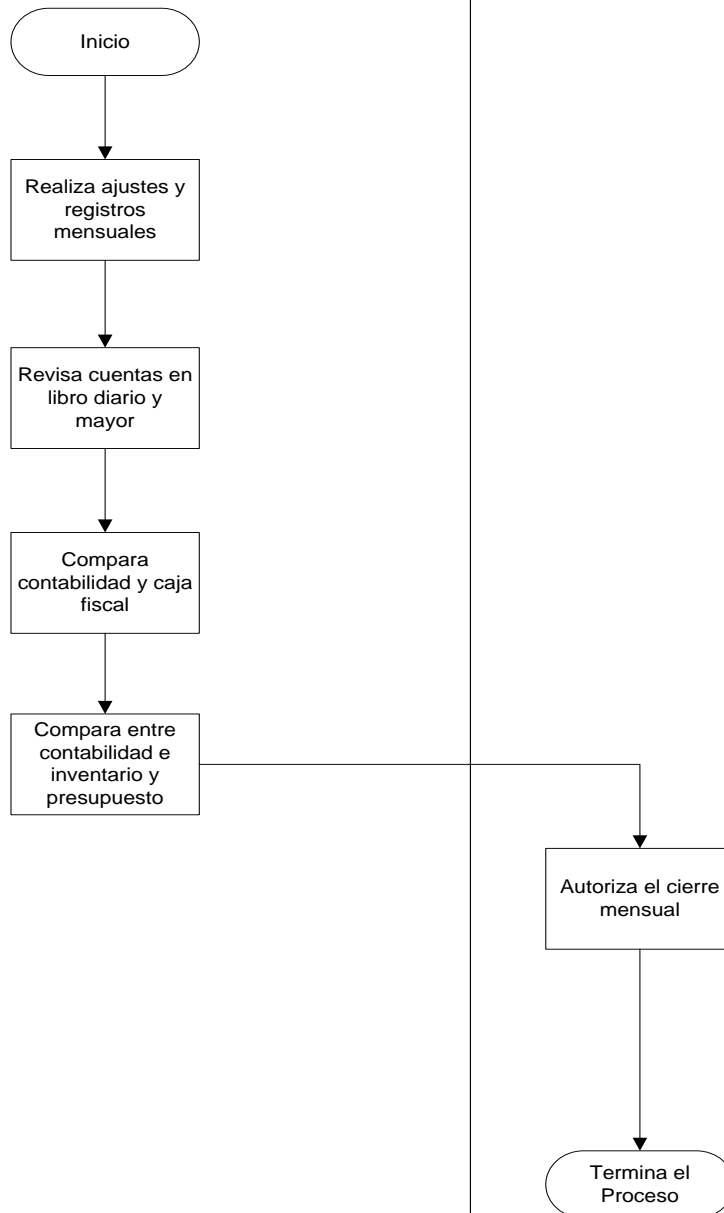 Inicio
Realiza ajustes y
registros
mensuales
Revisa cuentas en
libro diario y
mayor
Compara
contabilidad y caja
fiscal
Compara entre
contabilidad e
inventario y
presupuesto
Autoriza el cierre
mensual
Termina el
Proceso